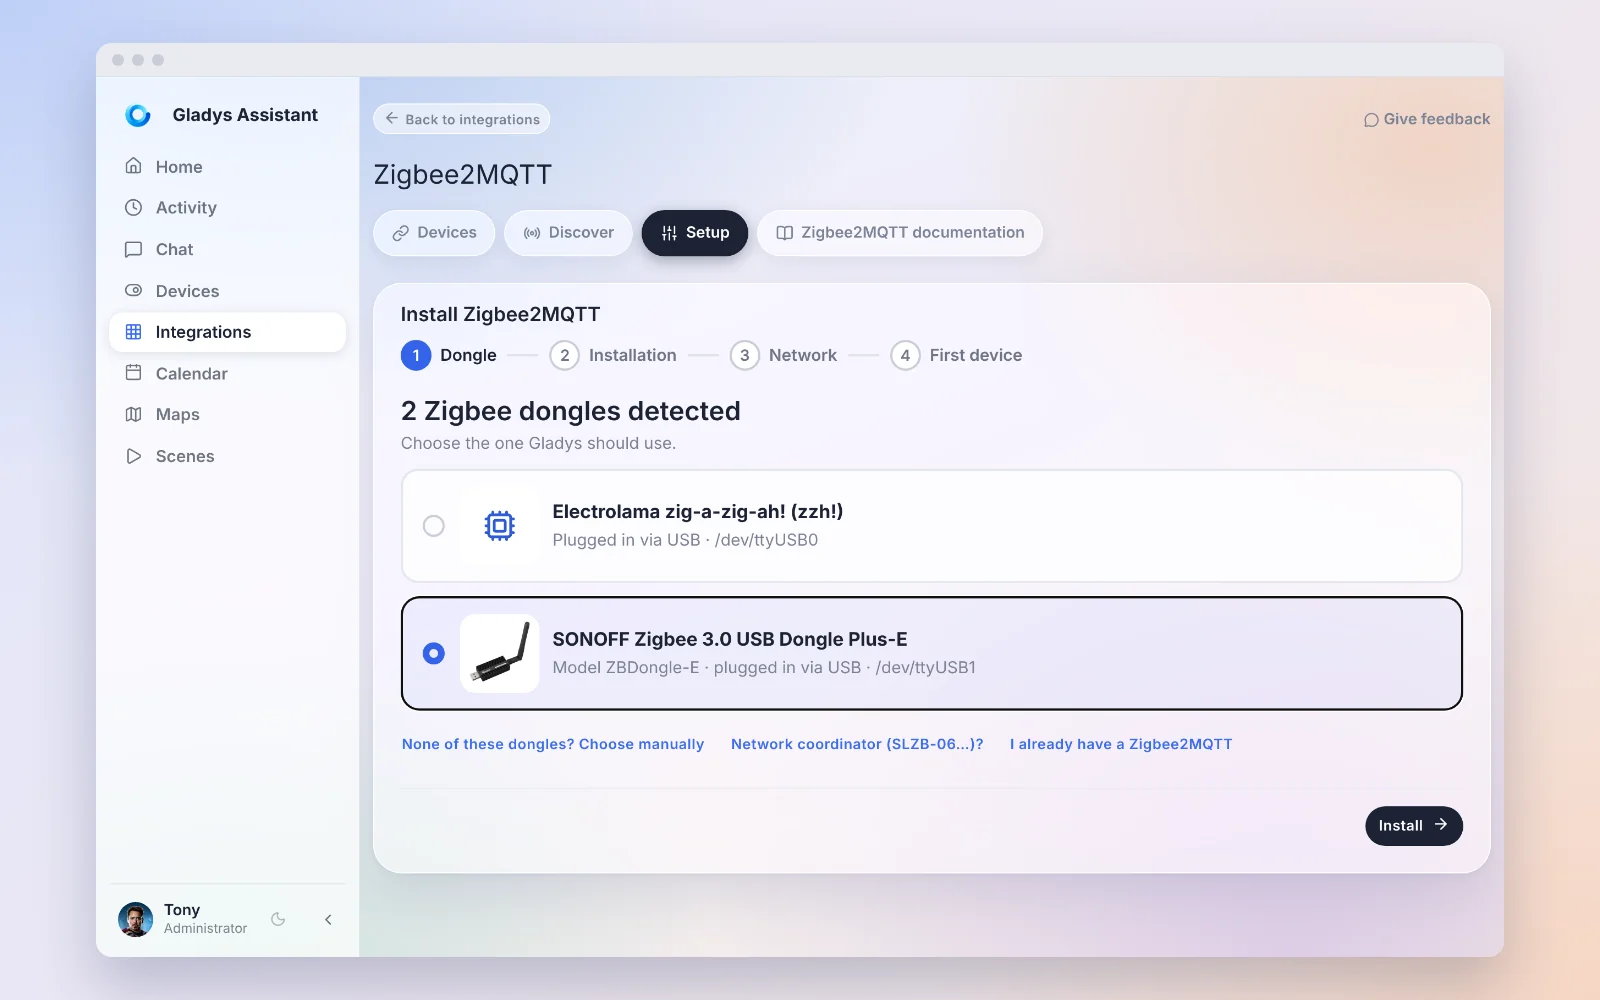 Gladys Assistant
Home
Activity
Chat
Devices
Integrations
Calendar
Maps
Scenes
Tony
Administrator
Back to integrations
Give feedback
Zigbee2MQTT
Devices
Discover
Setup
Zigbee2MQTT documentation
Install Zigbee2MQTT
1 Dongle
2 Installation
3 Network
4 First device
2 Zigbee dongles detected
Choose the one Gladys should use.
Electrolama zig-a-zig-ah! (zzh!)
Plugged in via USB · /dev/ttyUSB0
SONOFF Zigbee 3.0 USB Dongle Plus-E
Model ZBDongle-E · plugged in via USB · /dev/ttyUSB1
None of these dongles? Choose manually
Network coordinator (SLZB-06...)?
I already have a Zigbee2MQTT
Install